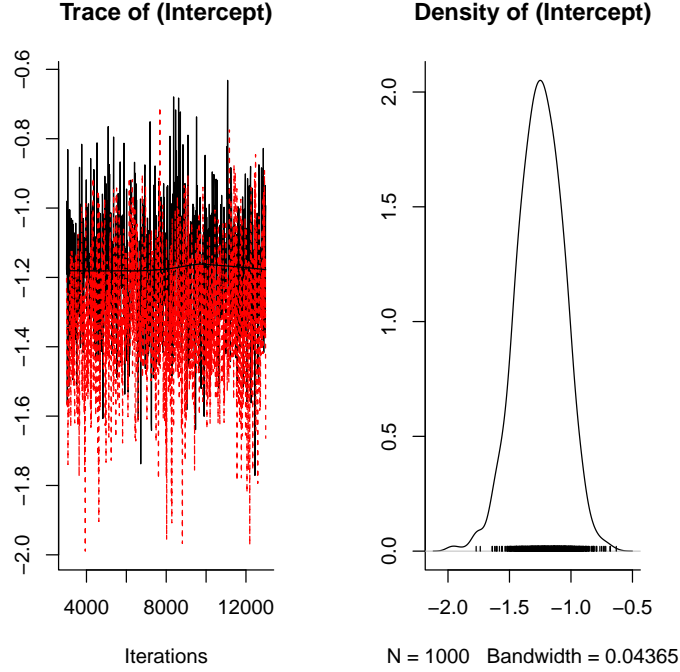 Trace of (Intercept)
−0.6
−0.8
−1.0
−1.2
−1.4
−1.6
−1.8
−2.0
4000 8000 12000
Iterations
Density of (Intercept)
2.0
1.5
1.0
0.5
0.0
−2.0 −1.5 −1.0 −0.5
N = 1000 Bandwidth = 0.04365